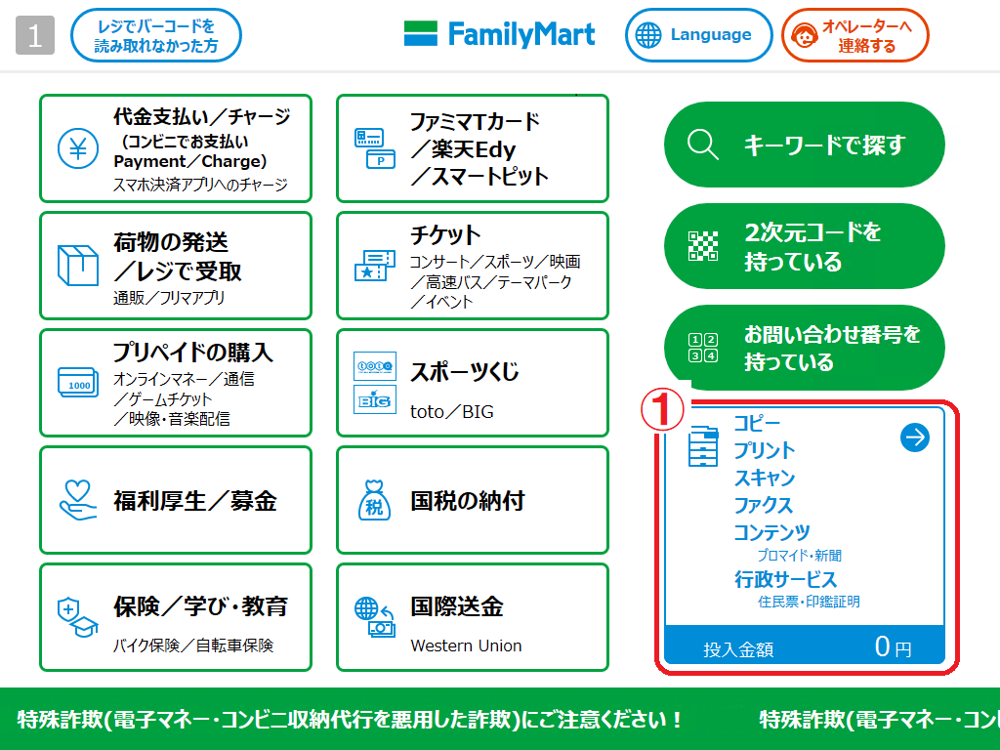 1
レジでバーコードを
読み取れなかった方
FamilyMart
Language
オペレーターへ
連絡する
代金支払い／チャージ
（コンビニでお支払い
Payment／Charge）
スマホ決済アプリへのチャージ
ファミマTカード
／楽天Edy
／スマートピット
P
キーワードで探す
荷物の発送
／レジで受取
通販／フリマアプリ
チケット
コンサート／スポーツ／映画
／高速バス／テーマパーク
／イベント
2次元コードを
持っている
プリペイドの購入
オンラインマネー／通信
／ゲームチケット
／映像・音楽配信
1000
toto
BIG
スポーツくじ
toto／BIG
1 2
3 4
お問い合わせ番号を
持っている
①
コピー
プリント
スキャン
ファクス
コンテンツ
ブロマイド・新聞
行政サービス
住民票・印鑑証明
投入金額 0 円
福利厚生／募金
税
国税の納付
保険／学び・教育
バイク保険／自転車保険
国際送金
Western Union
特殊詐欺(電子マネー・コンビニ収納代行を悪用した詐欺)にご注意ください！ 特殊詐欺(電子マネー・コンビ